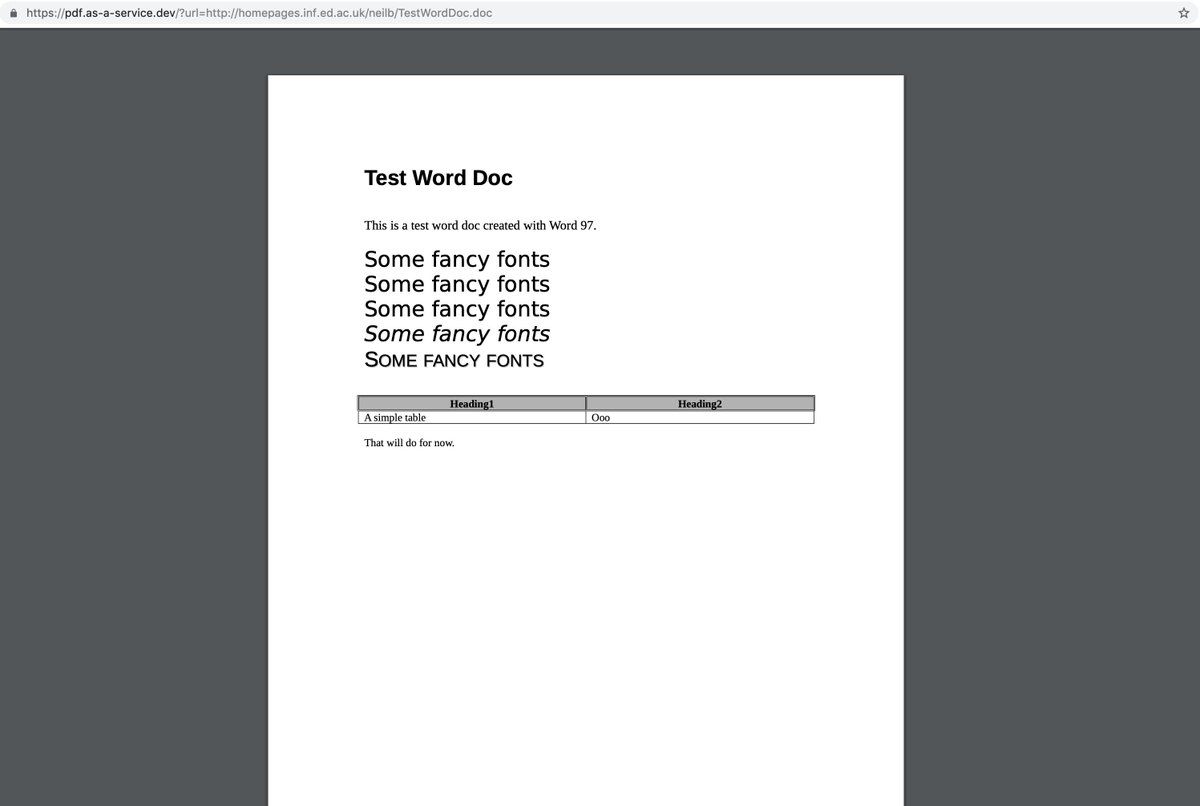 https://pdf.as-a-service.dev/?url=http://homepages.inf.ed.ac.uk/neilb/TestWordDoc.doc
Test Word Doc
This is a test word doc created with Word 97.
Some fancy fonts
Some fancy fonts
Some fancy fonts
Some fancy fonts
SOME FANCY FONTS
Heading1 Heading2
A simple table Ooo
That will do for now.